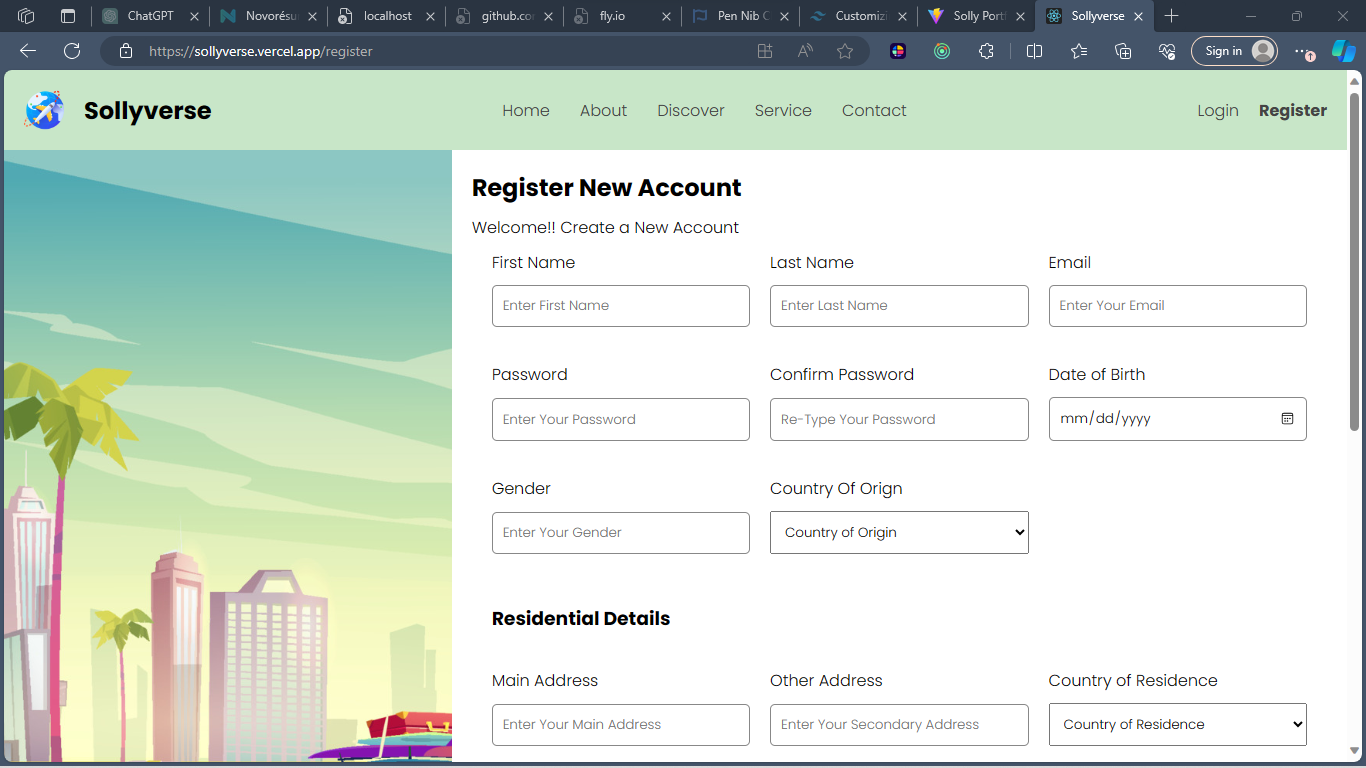 ChatGPT
Novorésu
localhost
github.com
fly.io
Pen Nib C
Customizi
Solly Port
Sollyverse
https://sollyverse.vercel.app/register
Sign in
Sollyverse
Home About Discover Service Contact
Login Register
Register New Account
Welcome!! Create a New Account
First Name Last Name Email
Enter First Name Enter Last Name Enter Your Email
Password Confirm Password Date of Birth
Enter Your Password Re-Type Your Password mm/dd/yyyy
Gender Country Of Orign
Enter Your Gender Country of Origin
Residential Details
Main Address Other Address Country of Residence
Enter Your Main Address Enter Your Secondary Address Country of Residence